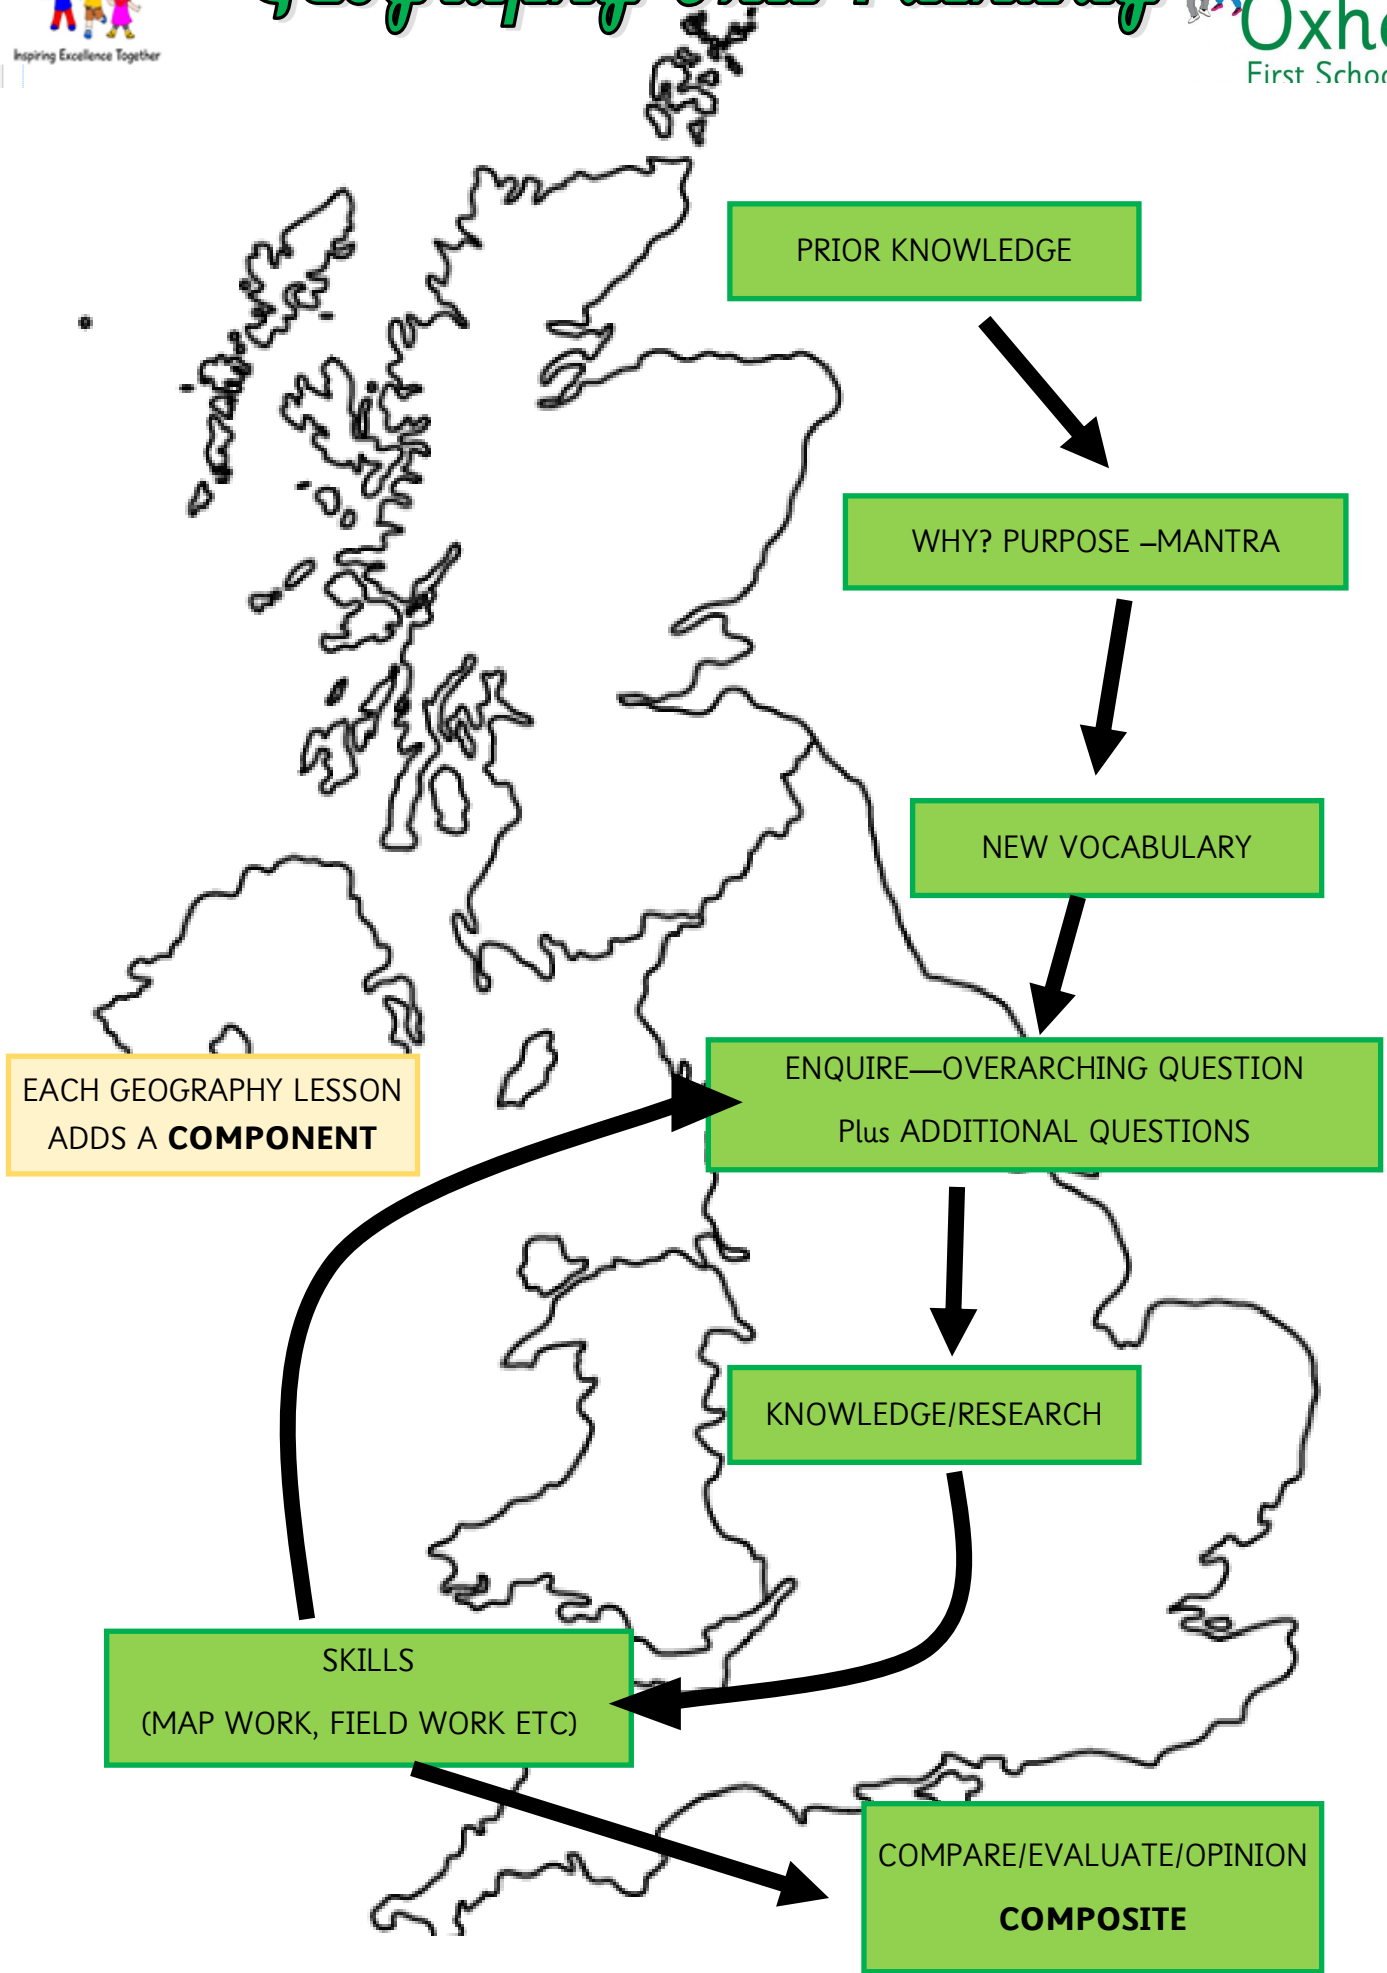 Inspiring Excellence Together
First School
PRIOR KNOWLEDGE
WHY? PURPOSE –MANTRA
NEW VOCABULARY
ENQUIRE—OVERARCHING QUESTION
Plus ADDITIONAL QUESTIONS
EACH GEOGRAPHY LESSON
ADDS A COMPONENT
KNOWLEDGE/RESEARCH
SKILLS
(MAP WORK, FIELD WORK ETC)
COMPARE/EVALUATE/OPINION
COMPOSITE